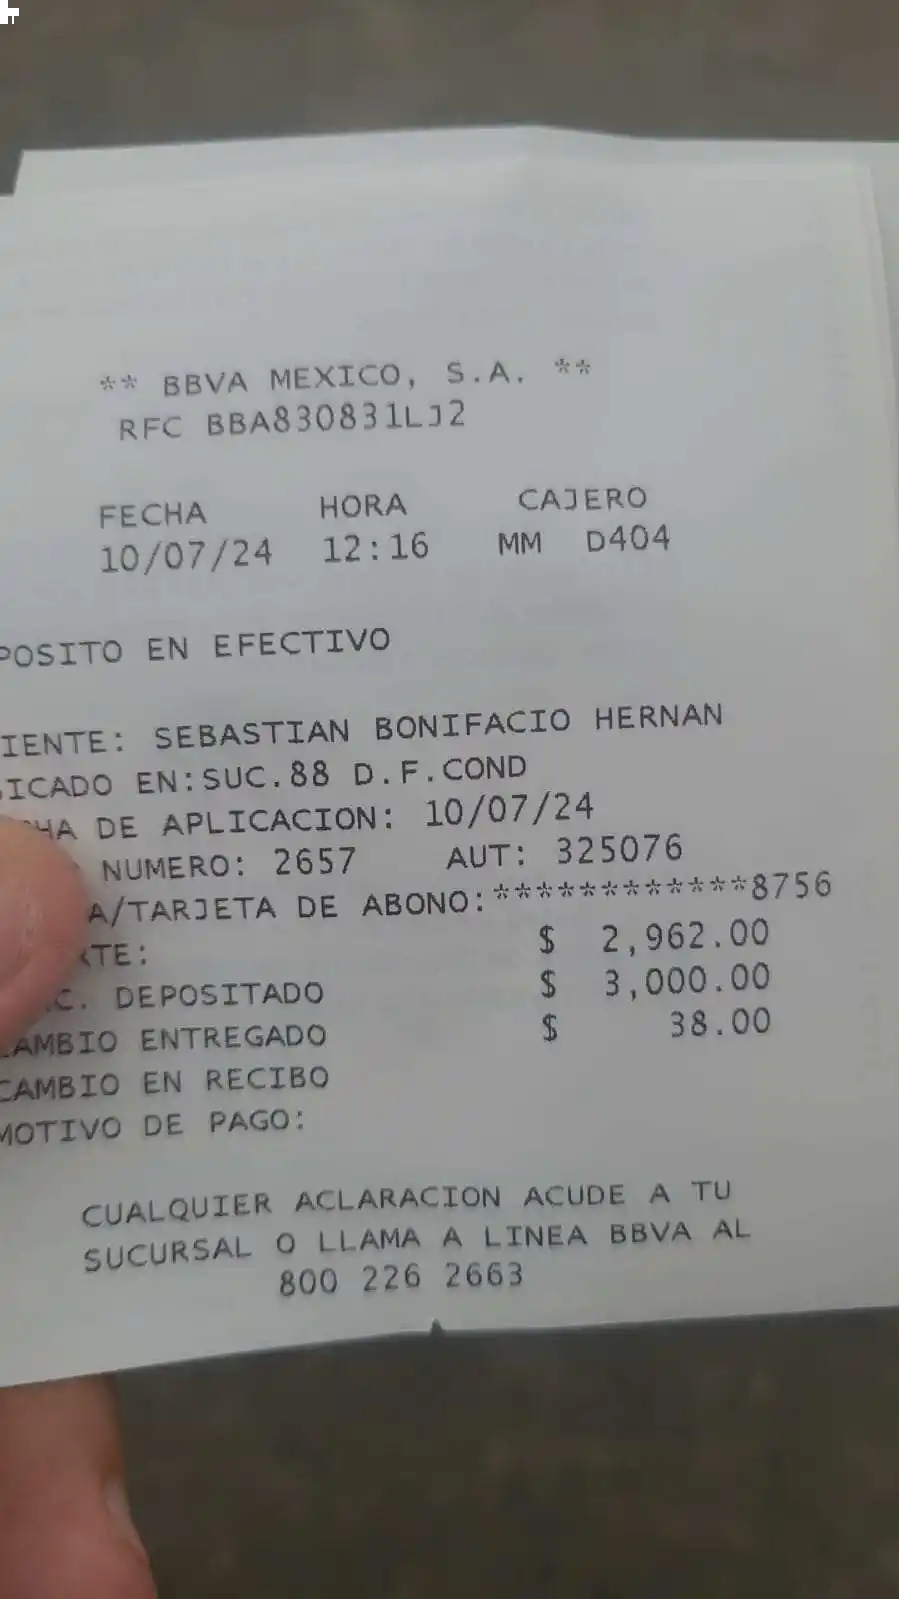 ** BBVA MEXICO, S.A. **
RFC BBA830831LJ2
FECHA HORA CAJERO
10/07/24 12:16 MM D404
POSITO EN EFECTIVO
IENTE: SEBASTIAN BONIFACIO HERNAN
ICADO EN:SUC.88 D.F.COND
HA DE APLICACION: 10/07/24
NUMERO: 2657 AUT: 325076
A/TARJETA DE ABONO:************8756
TE: $ 2,962.00
C. DEPOSITADO $ 3,000.00
CAMBIO ENTREGADO $ 38.00
CAMBIO EN RECIBO
MOTIVO DE PAGO:
CUALQUIER ACLARACION ACUDE A TU
SUCURSAL O LLAMA A LINEA BBVA AL
800 226 2663